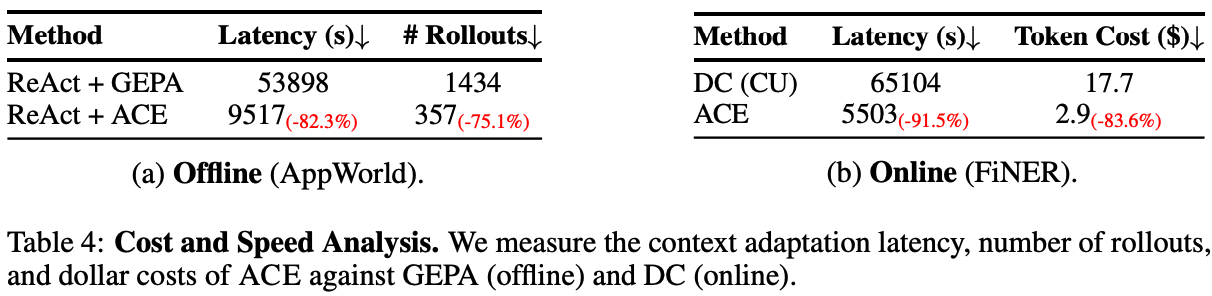 Method Latency (s)↓ # Rollouts↓
ReAct + GEPA 53898 1434
ReAct + ACE 9517(-82.3%) 357(-75.1%)
(a) Offline (AppWorld).
Method Latency (s)↓ Token Cost ($)↓
DC (CU) 65104 17.7
ACE 5503(-91.5%) 2.9(-83.6%)
(b) Online (FiNER).
Table 4: Cost and Speed Analysis. We measure the context adaptation latency, number of rollouts,
and dollar costs of ACE against GEPA (offline) and DC (online).